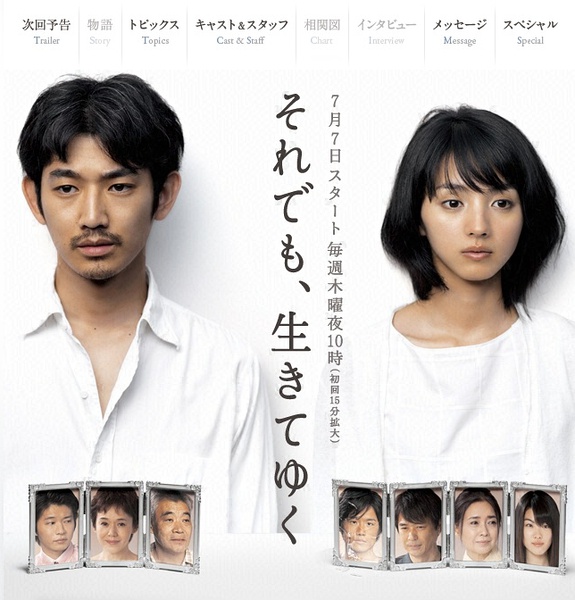 次回予告
Trailer
物語
Story
トピックス
Topics
キャスト&スタッフ
Cast & Staff
相関図
Chart
インタビュー
Interview
メッセージ
Message
スペシャル
Special
7月7日スタート 毎週木曜夜10時(初回15分拡大)
それでも、生きてゆく